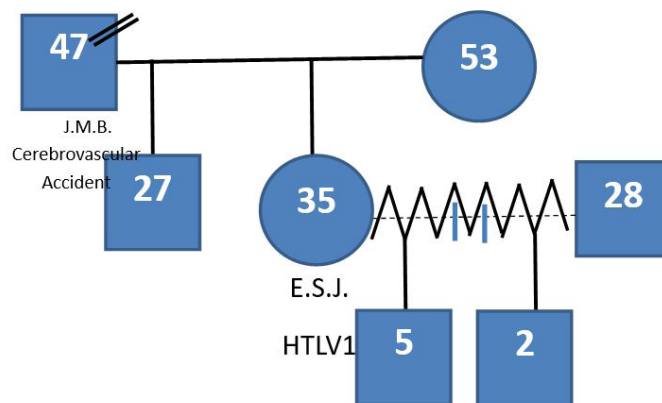 47
53
J.M.B.
Cerebrovascular
Accident
27
35
28
E.S.J.
HTLV1
5
2